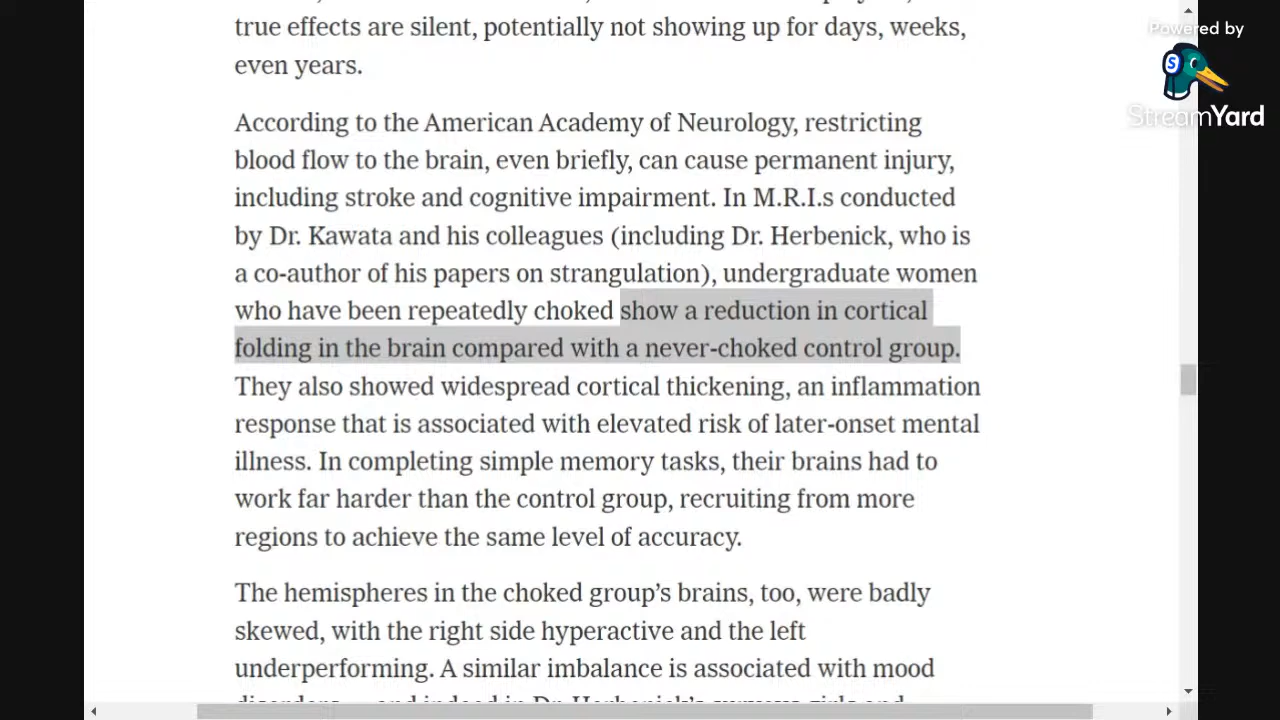 true effects are silent, potentially not showing up for days, weeks,
even years.
According to the American Academy of Neurology, restricting
blood flow to the brain, even briefly, can cause permanent injury,
including stroke and cognitive impairment. In M.R.I.s conducted
by Dr. Kawata and his colleagues (including Dr. Herbenick, who is
a co-author of his papers on strangulation), undergraduate women
who have been repeatedly choked show a reduction in cortical
folding in the brain compared with a never-choked control group.
They also showed widespread cortical thickening, an inflammation
response that is associated with elevated risk of later-onset mental
illness. In completing simple memory tasks, their brains had to
work far harder than the control group, recruiting from more
regions to achieve the same level of accuracy.
The hemispheres in the choked group’s brains, too, were badly
skewed, with the right side hyperactive and the left
underperforming. A similar imbalance is associated with mood
Powered by
S
StreamYard